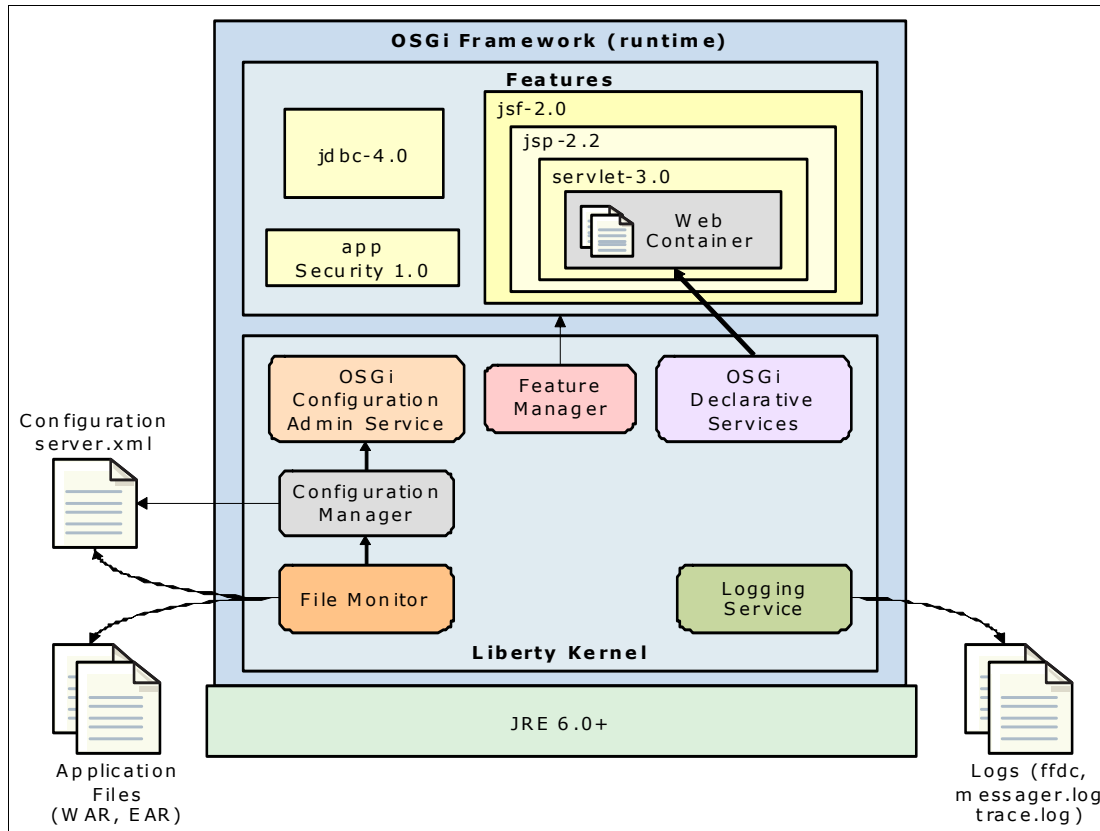 OSGi Framework (runtime)
Features
jdbc-4.0
app
Security 1.0
jsf-2.0
jsp-2.2
servlet-3.0
Web
Container
OSGi
Configuration
Admin Service
Feature
Manager
OSGi
Declarative
Services
Configuration
server.xml
Configuration
Manager
File Monitor
Logging
Service
Liberty Kernel
JRE 6.0+
Application
Files
(WAR, EAR)
Logs (ffdc,
messager.log
trace.log)